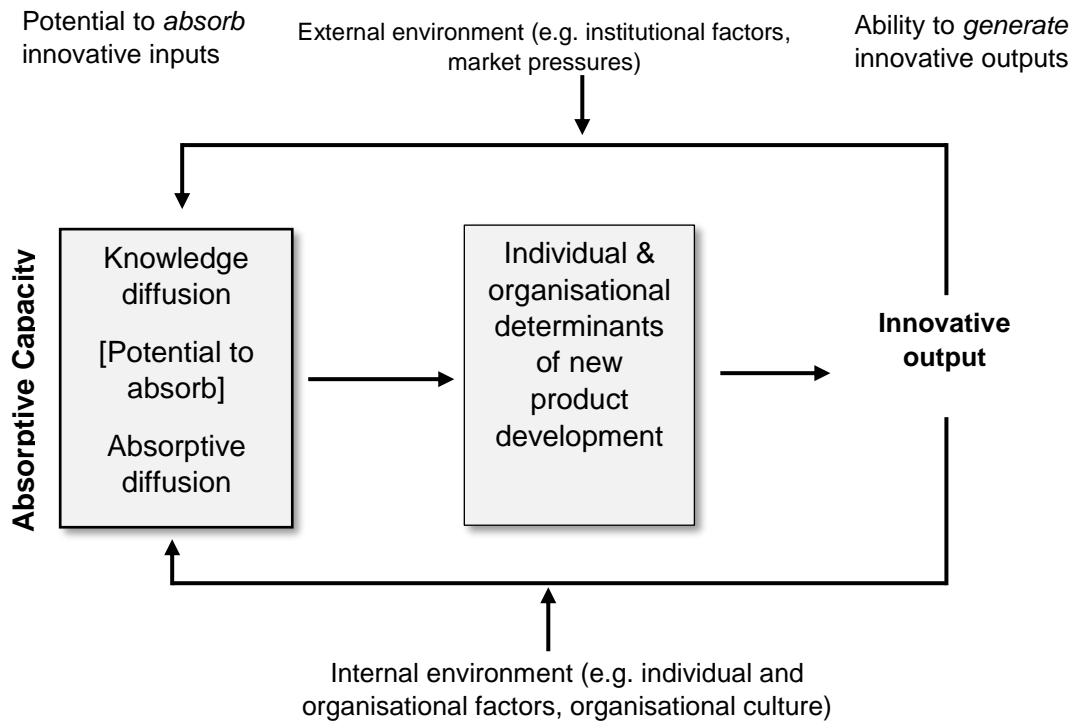 Potential to absorb
innovative inputs
External environment (e.g. institutional factors,
market pressures)
Ability to generate
innovative outputs
Absorptive Capacity
Knowledge
diffusion
[Potential to
absorb]
Absorptive
diffusion
Individual &
organisational
determinants
of new
product
development
Innovative
output
Internal environment (e.g. individual and
organisational factors, organisational culture)